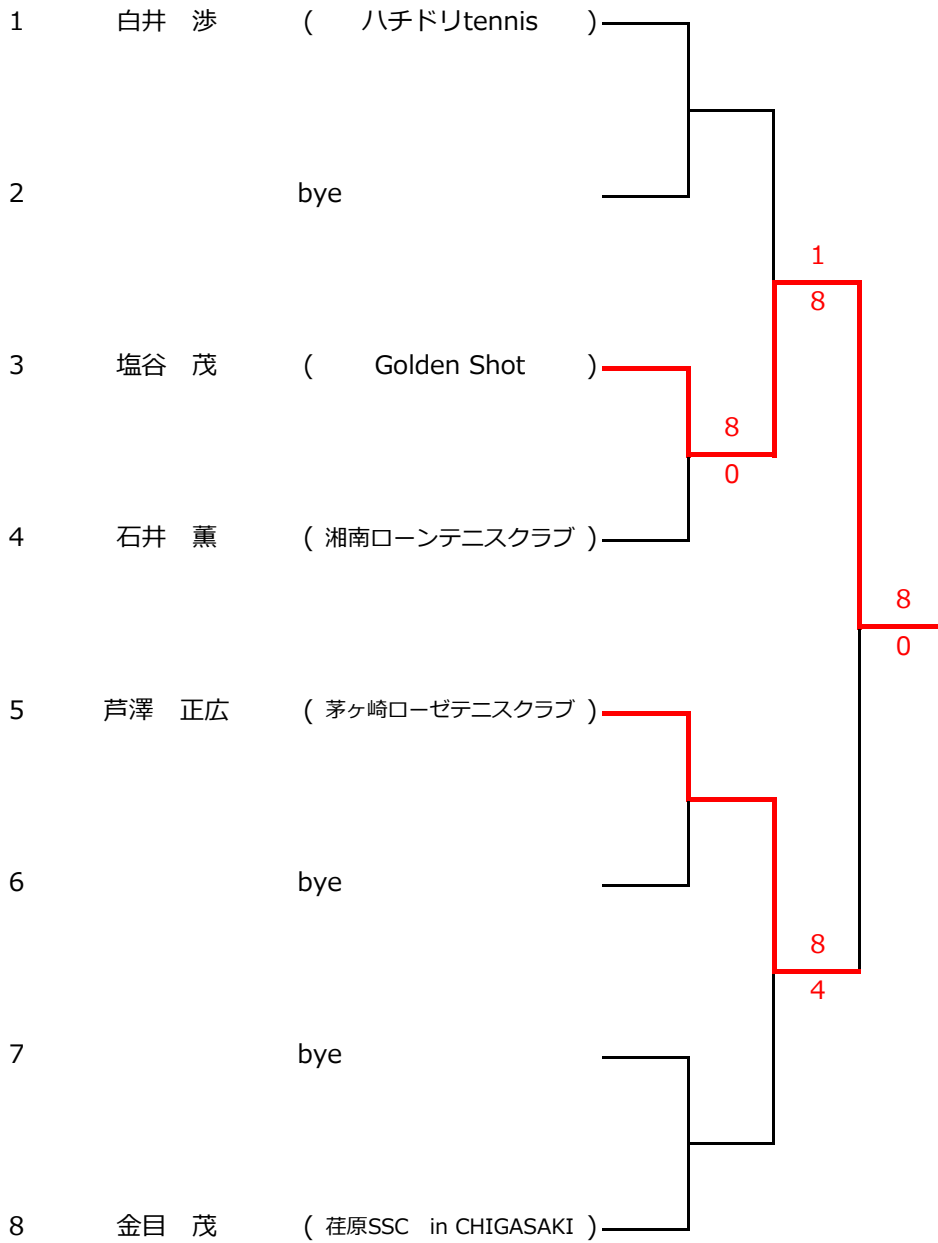 1 白井 渉 ( ハチドリtennis )
2 bye
1
8
3 塩谷 茂 ( Golden Shot )
8
0
4 石井 薫 ( 湘南ローンテニスクラブ )
8
0
5 芦澤 正広 ( 茅ヶ崎ローゼテニスクラブ )
6 bye
8
4
7 bye
8 金目 茂 ( 荏原SSC in CHIGASAKI )